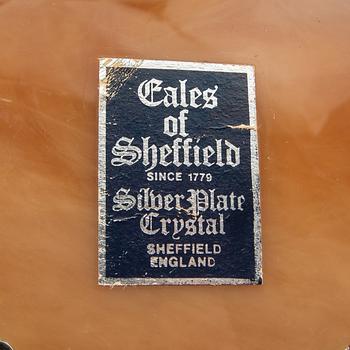 Eales
of
Sheffield
SINCE 1779
Silver Plate
Crystal
SHEFFIELD
ENGLAND